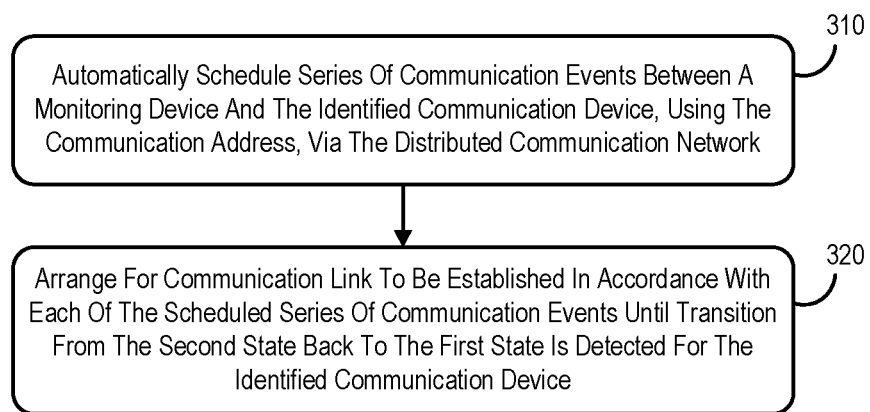 310
Automatically Schedule Series Of Communication Events Between A
Monitoring Device And The Identified Communication Device, Using The
Communication Address, Via The Distributed Communication Network
320
Arrange For Communication Link To Be Established In Accordance With
Each Of The Scheduled Series Of Communication Events Until Transition
From The Second State Back To The First State Is Detected For The
Identified Communication Device